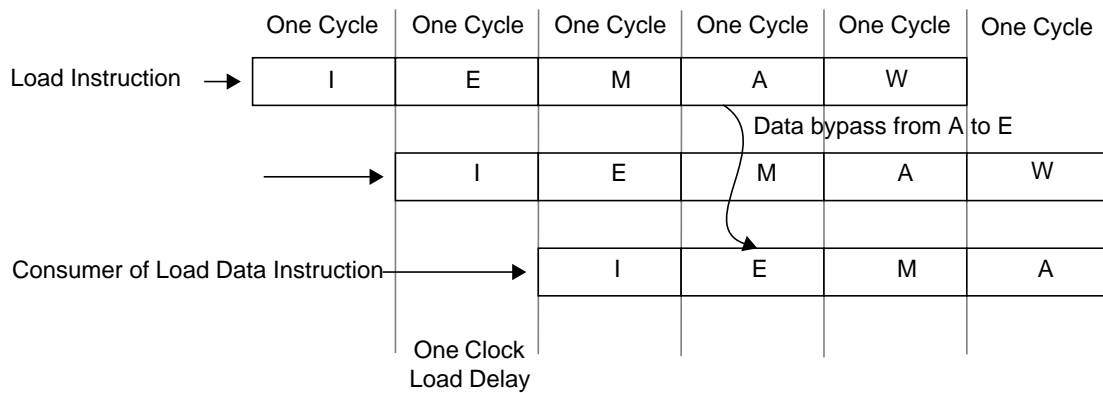 One Cycle One Cycle One Cycle One Cycle One Cycle One Cycle
Load Instruction I E M A W
Data bypass from A to E
I E M A W
Consumer of Load Data Instruction I E M A
One Clock
Load Delay